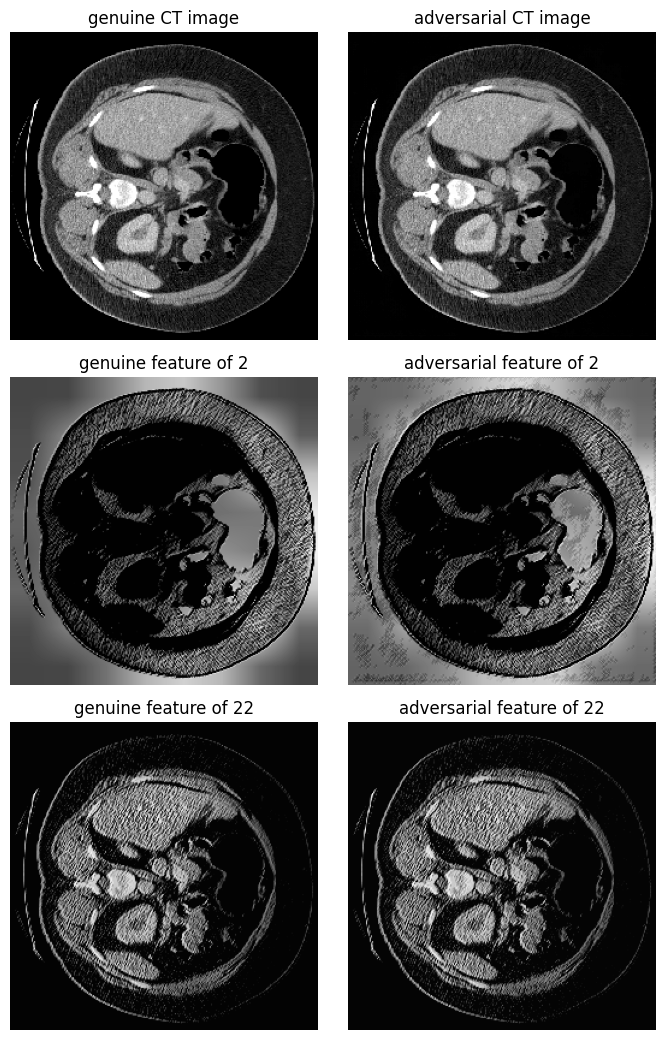 genuine CT image
adversarial CT image
genuine feature of 2
adversarial feature of 2
genuine feature of 22
adversarial feature of 22